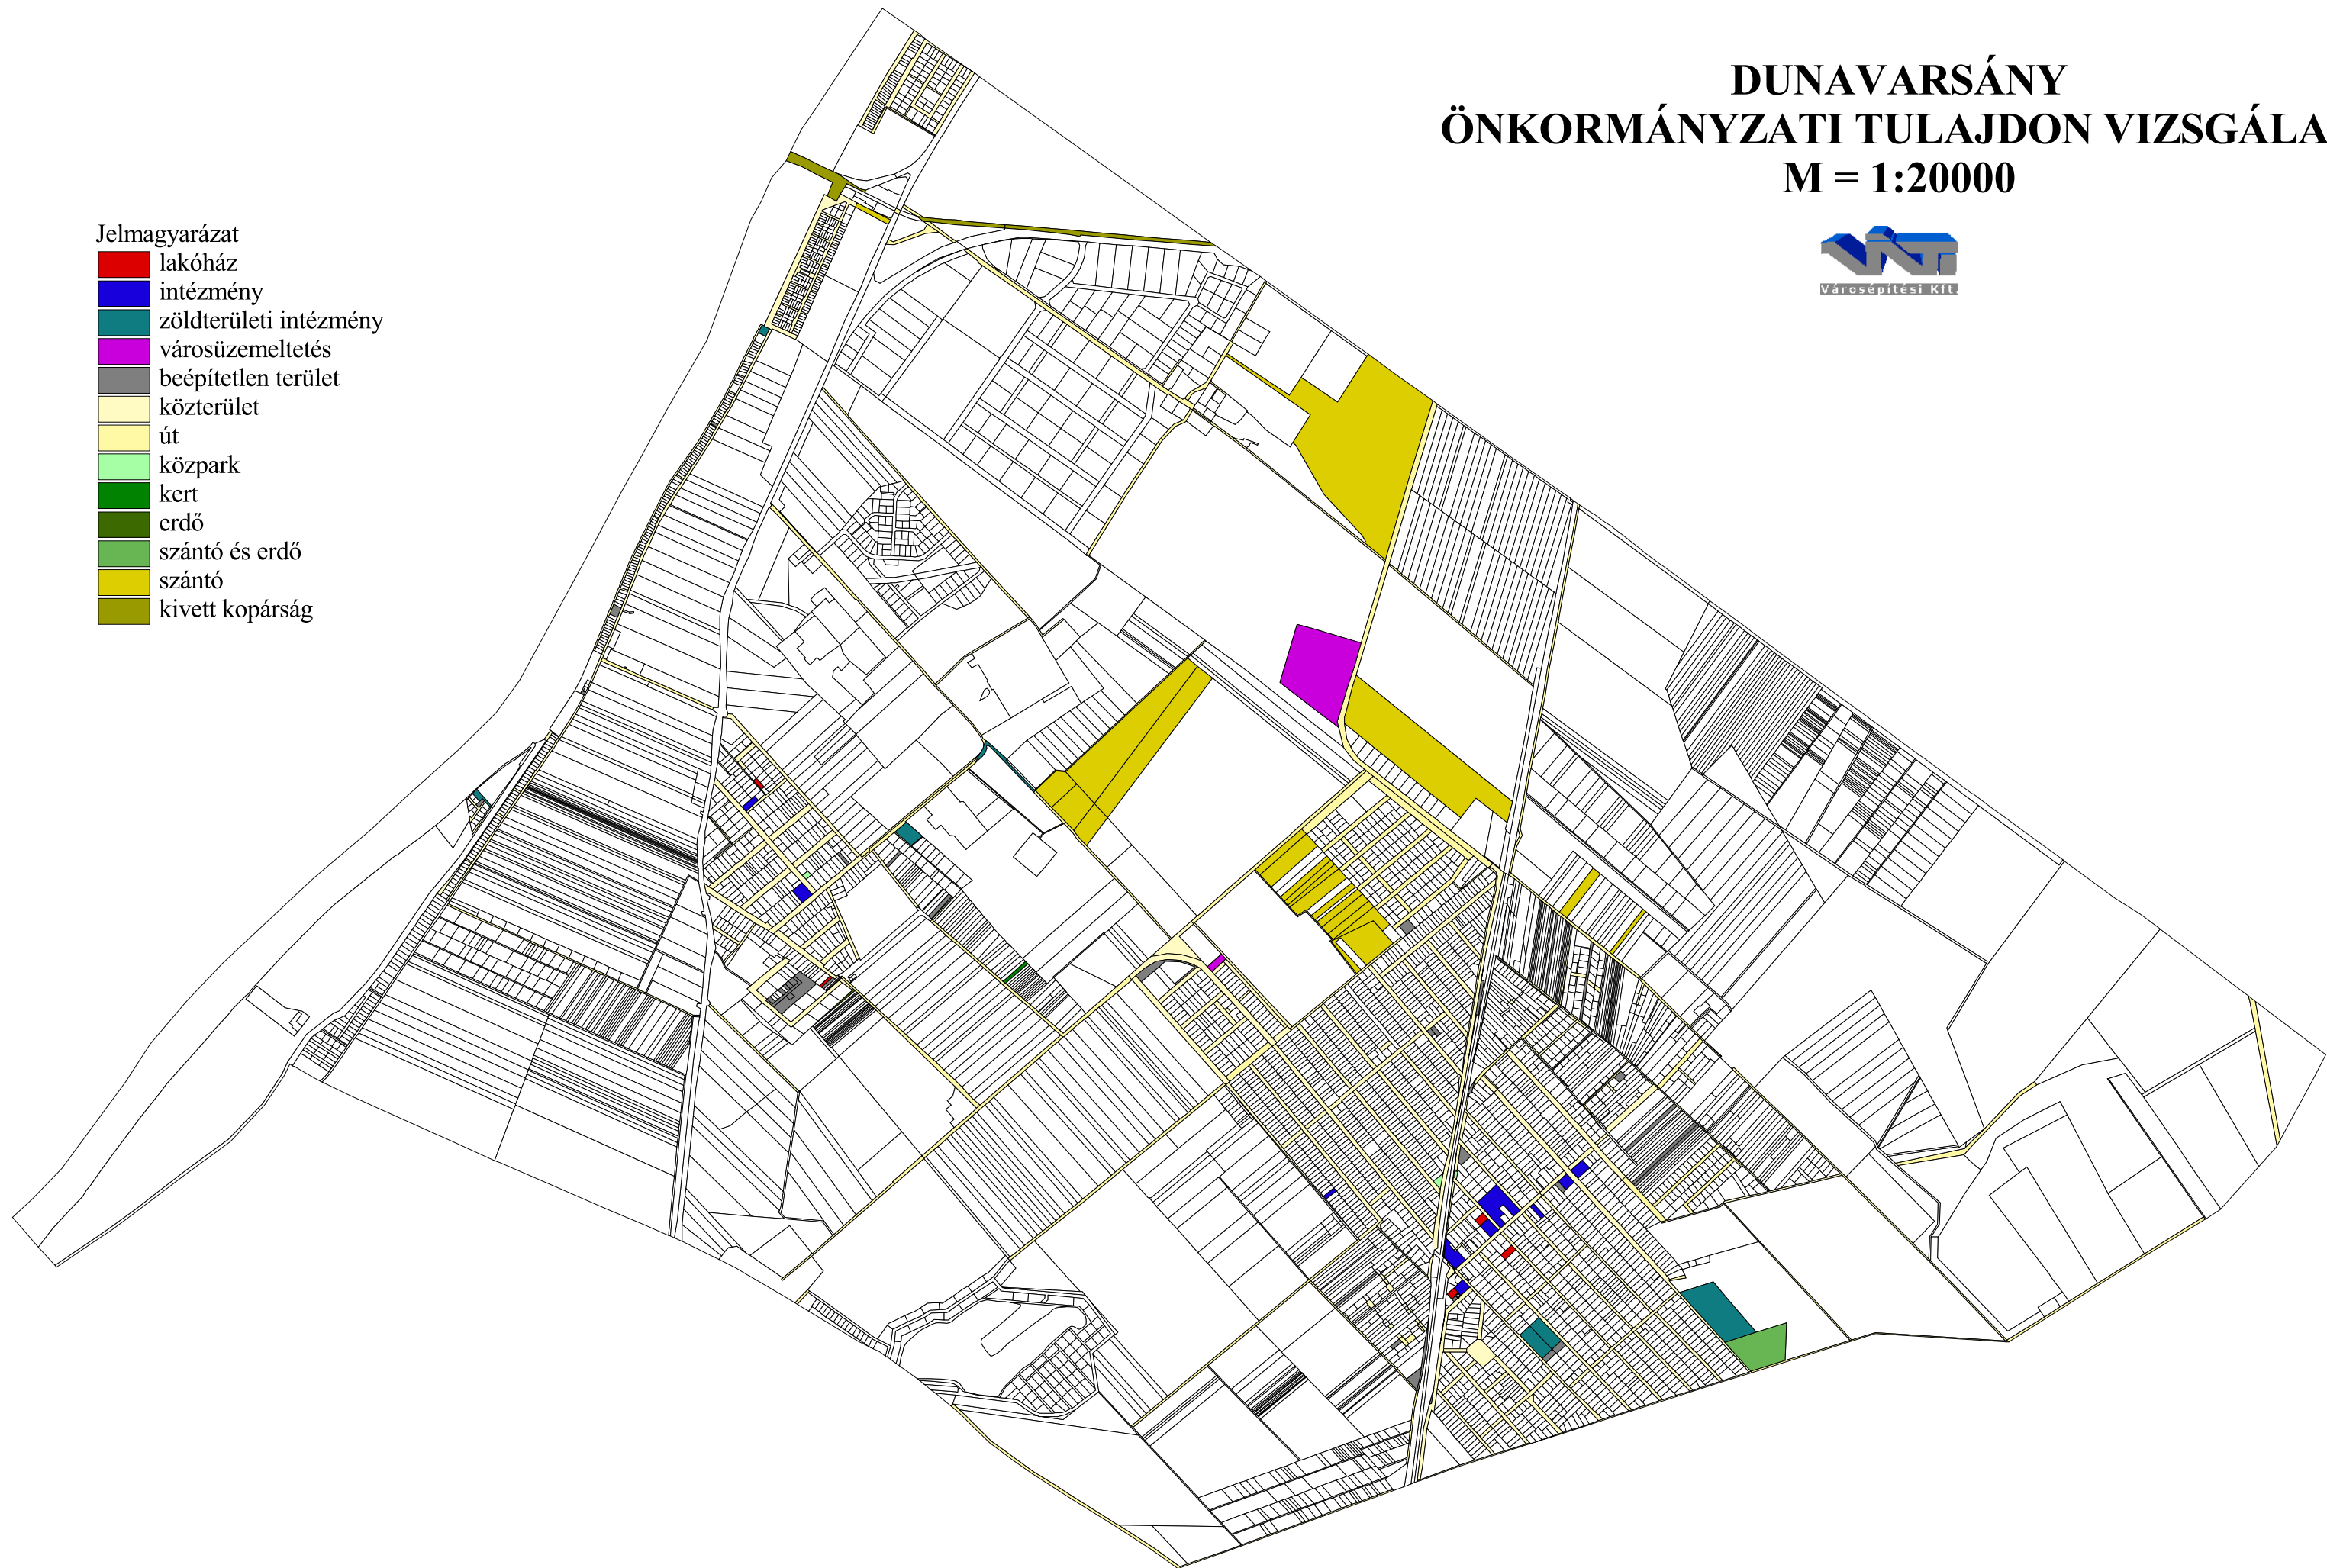 DUNAVARSÁNY
ÖNKORMÁNYZATI TULAJDON VIZSGÁLA
M = 1:20000
Városépítési Kft.
Jelmagyarázat
lakóház
intézmény
zöldterületi intézmény
városüzemeltetés
beépítetlen terület
közterület
út
közpark
kert
erdő
szántó és erdő
szántó
kivett kopárság